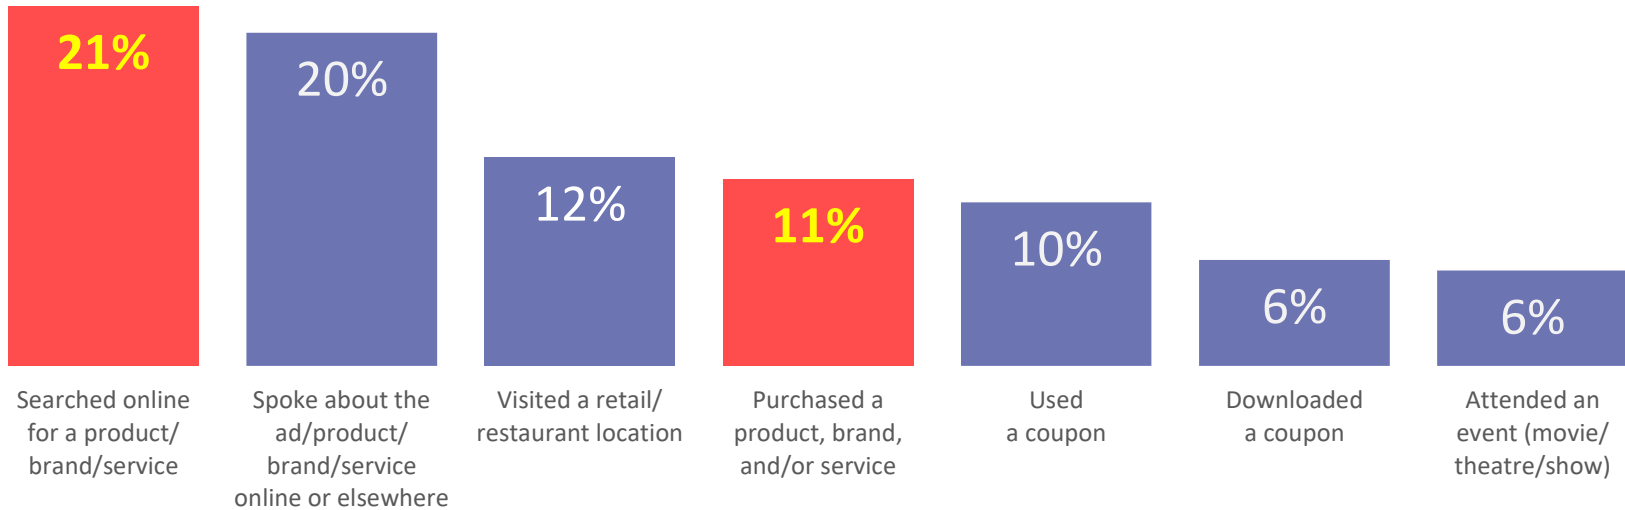 21%
20%
12%
11%
10%
6%
6%
Searched online
for a product/
brand/service
Spoke about the
ad/product/
brand/service
online or elsewhere
Visited a retail/
restaurant location
Purchased a
product, brand,
and/or service
Used
a coupon
Downloaded
a coupon
Attended an
event (movie/
theatre/show)